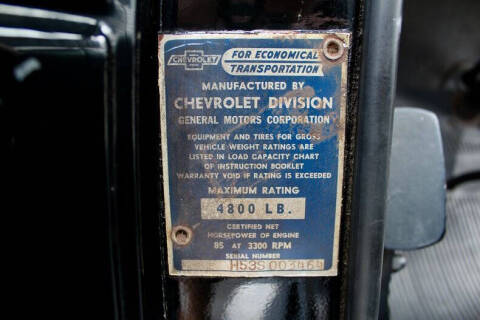 CHEVROLET
FOR ECONOMICAL
TRANSPORTATION
MANUFACTURED BY
CHEVROLET DIVISION
GENERAL MOTORS CORPORATION
EQUIPMENT AND TIRES FOR GROSS
VEHICLE WEIGHT RATINGS ARE
LISTED IN LOAD CAPACITY CHART
OF INSTRUCTION BOOKLET
WARRANTY VOID IF RATING IS EXCEEDED
MAXIMUM RATING
4800 LB.
CERTIFIED NET
HORSEPOWER OF ENGINE
85 AT 3300 RPM
SERIAL NUMBER
H53S003464